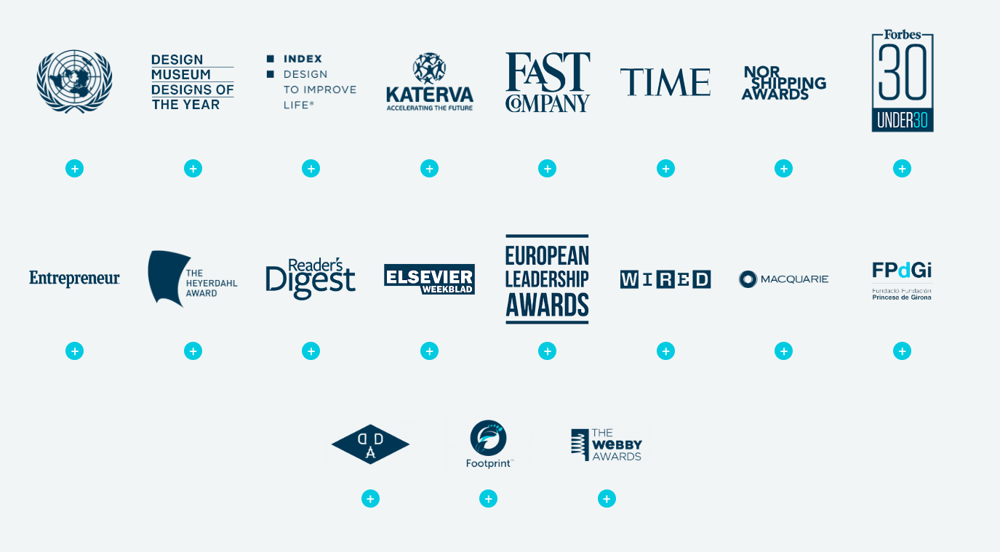 DESIGN
MUSEUM
DESIGNS OF
THE YEAR
INDEX
DESIGN
TO IMPROVE
LIFE®
KATERVA
ACCELERATING THE FUTURE
FAST
COMPANY
TIME
NOR
SHIPPING
AWARDS
Forbes
30
UNDER30
Entrepreneur
THE
HEYERDAHL
AWARD
Reader's
Digest
ELSEVIER
WEEKBLAD
EUROPEAN
LEADERSHIP
AWARDS
WIRED
MACQUARIE
FPdGi
Fundació Fundación
Princesa de Girona
D D
A
Footprint™
THE
WeBBY
AWARDS